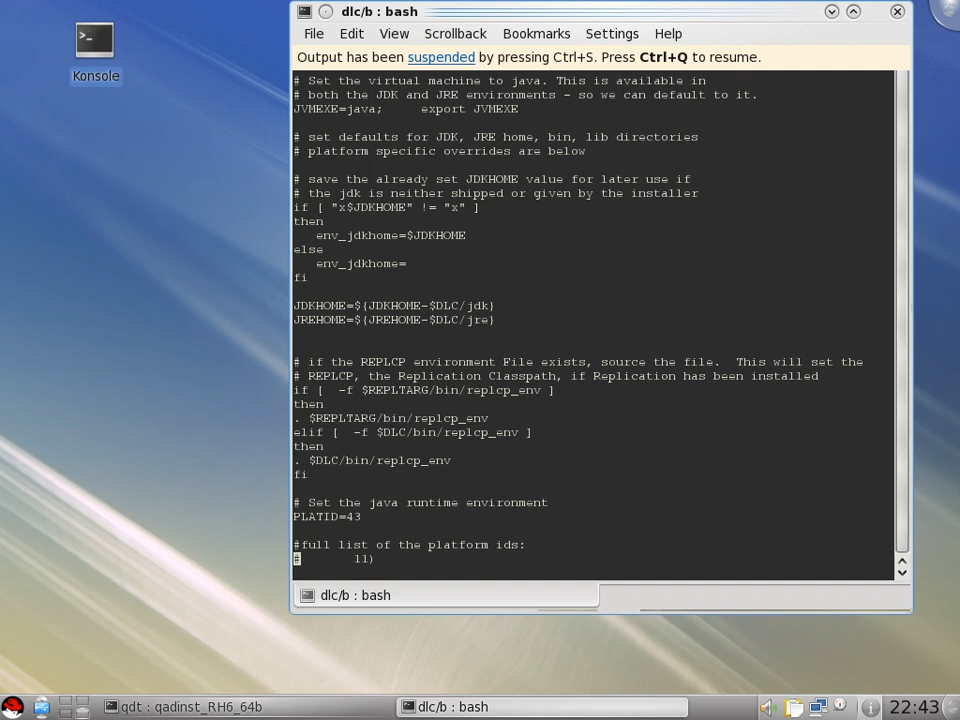 Konsole
dlc/b : bash
File Edit View Scrollback Bookmarks Settings Help
Output has been suspended by pressing Ctrl+S. Press Ctrl+Q to resume.
# Set the virtual machine to java. This is available in
# both the JDK and JRE environments - so we can default to it.
JVMEXE=java;     export JVMEXE
# set defaults for JDK, JRE home, bin, lib directories
# platform specific overrides are below
# save the already set JDKHOME value for later use if
# the jdk is neither shipped or given by the installer
if [ "x$JDKHOME" != "x" ]
then
   env_jdkhome=$JDKHOME
else
   env_jdkhome=
fi
JDKHOME=${JDKHOME-$DLC/jdk}
JREHOME=${JREHOME-$DLC/jre}
# if the REPLCP environment File exists, source the file.  This will set the
# REPLCP, the Replication Classpath, if Replication has been installed
if [  -f $REPLTARG/bin/replcp_env ]
then
. $REPLTARG/bin/replcp_env
elif [  -f $DLC/bin/replcp_env ]
then
. $DLC/bin/replcp_env
fi
# Set the java runtime environment
PLATID=43
#full list of the platform ids:
#       11)
dlc/b : bash
qdt : qadinst_RH6_64b
dlc/b : bash
22:43